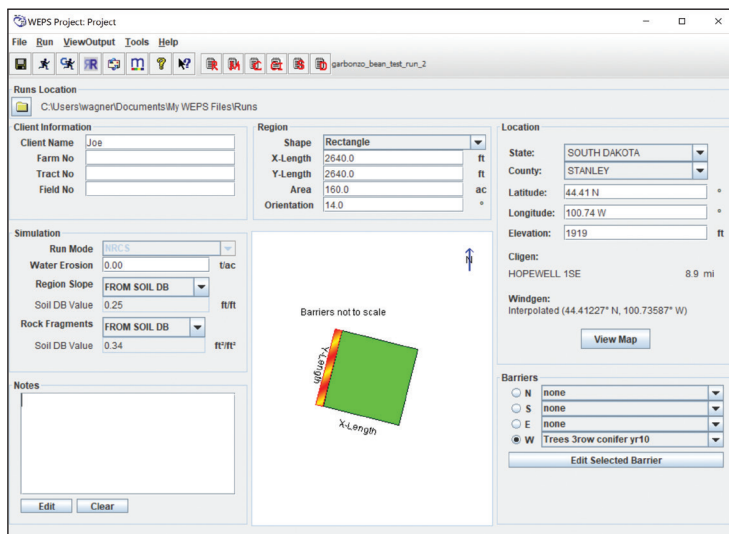 WEPS Project: Project
File Run ViewOutput Tools Help
garbonzo_bean_test_run_2
Runs Location
C:\Users\wagner\Documents\My WEPS Files\Runs
Client Information
Client Name Joe
Farm No
Tract No
Field No
Region
Shape Rectangle
X-Length 2640.0 ft
Y-Length 2640.0 ft
Area 160.0 ac
Orientation 14.0 °
Location
State: SOUTH DAKOTA
County: STANLEY
Latitude: 44.41 N °
Longitude: 100.74 W °
Elevation: 1919 ft
Cligen:
HOPEWELL 1SE 8.9 mi
Windgen:
Interpolated (44.41227° N, 100.73587° W)
View Map
Simulation
Run Mode NRCS
Water Erosion 0.00 t/ac
Region Slope FROM SOIL DB
Soil DB Value 0.25 ft/ft
Rock Fragments FROM SOIL DB
Soil DB Value 0.34 ft³/ft³
N
Barriers not to scale
Y-Length
X-Length
Notes
Edit Clear
Barriers
N none
S none
E none
W Trees 3row conifer yr10
Edit Selected Barrier